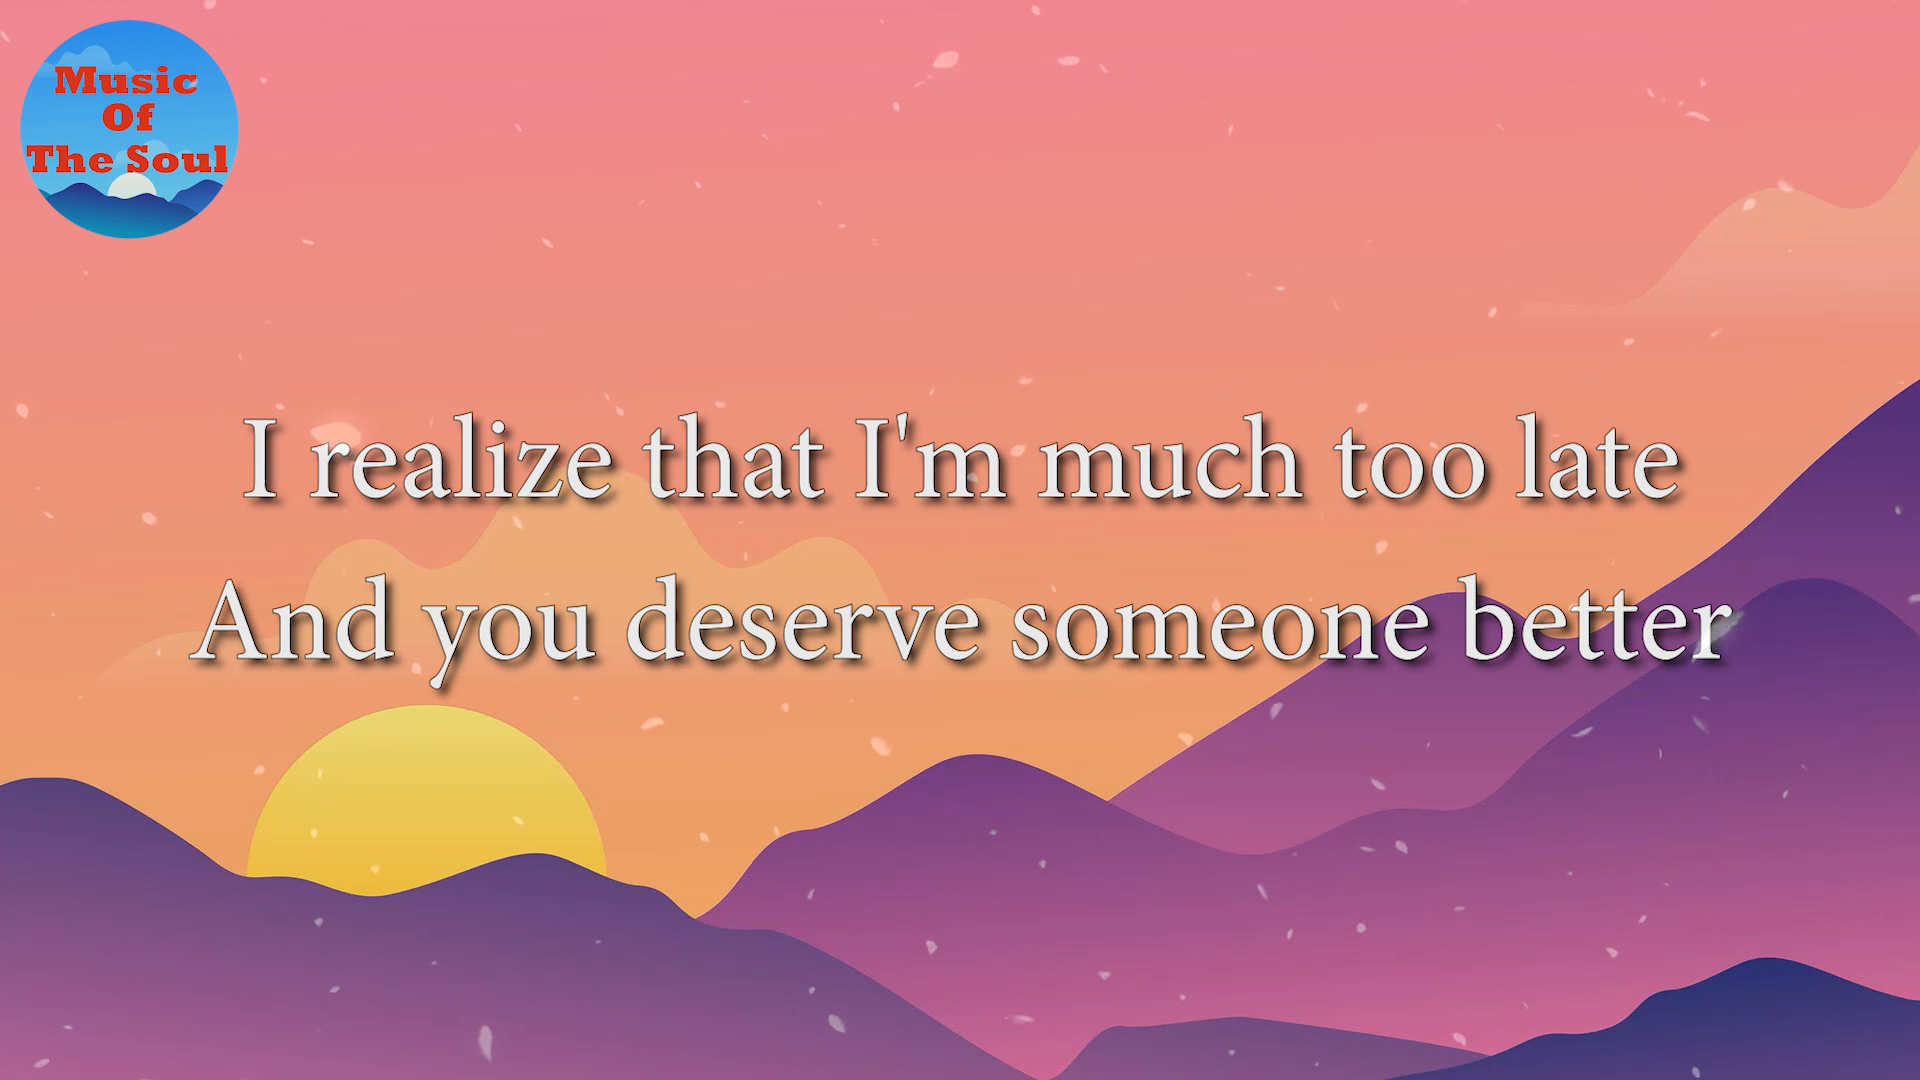 Music
Of
The Soul
I realize that I'm much too late
And you deserve someone better